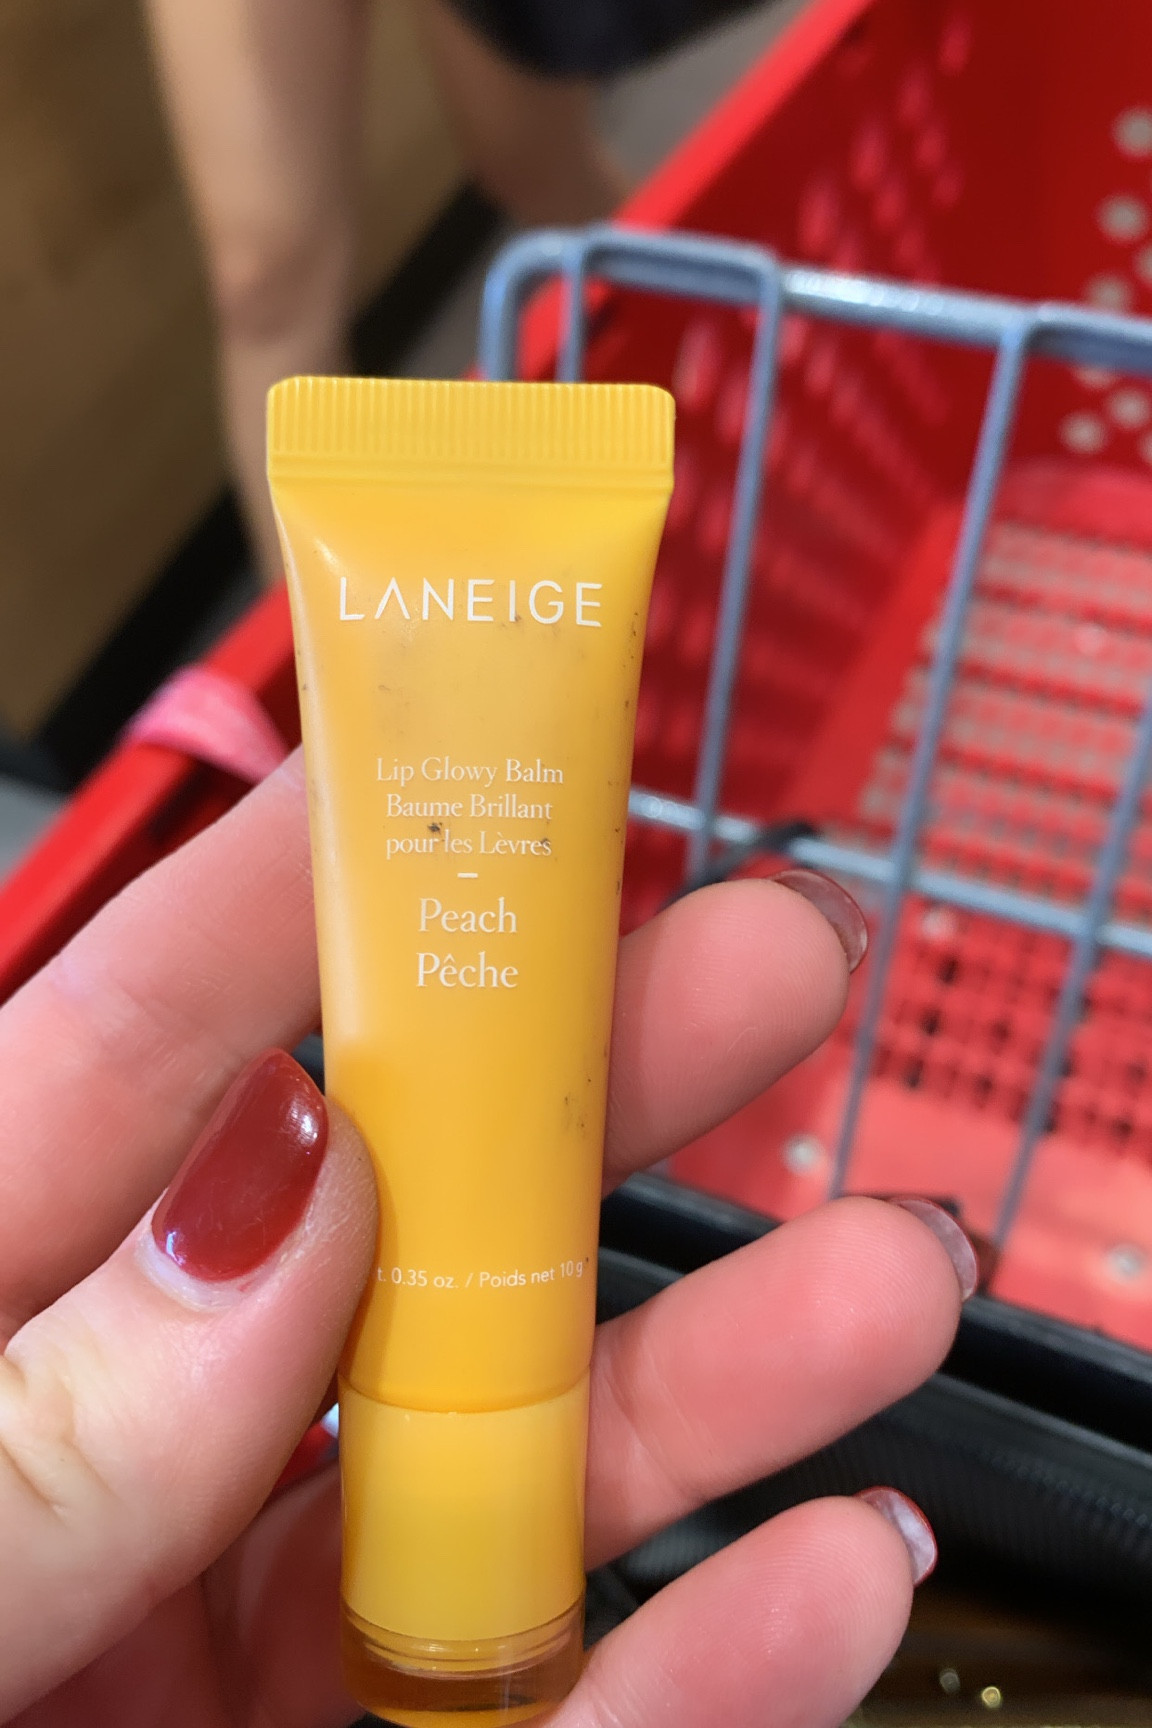 LANEIGE
Lip Glowy Balm
Baume Brillant
pour les Lèvres
Peach
Pêche
0.35 oz. / Poids net 10 g